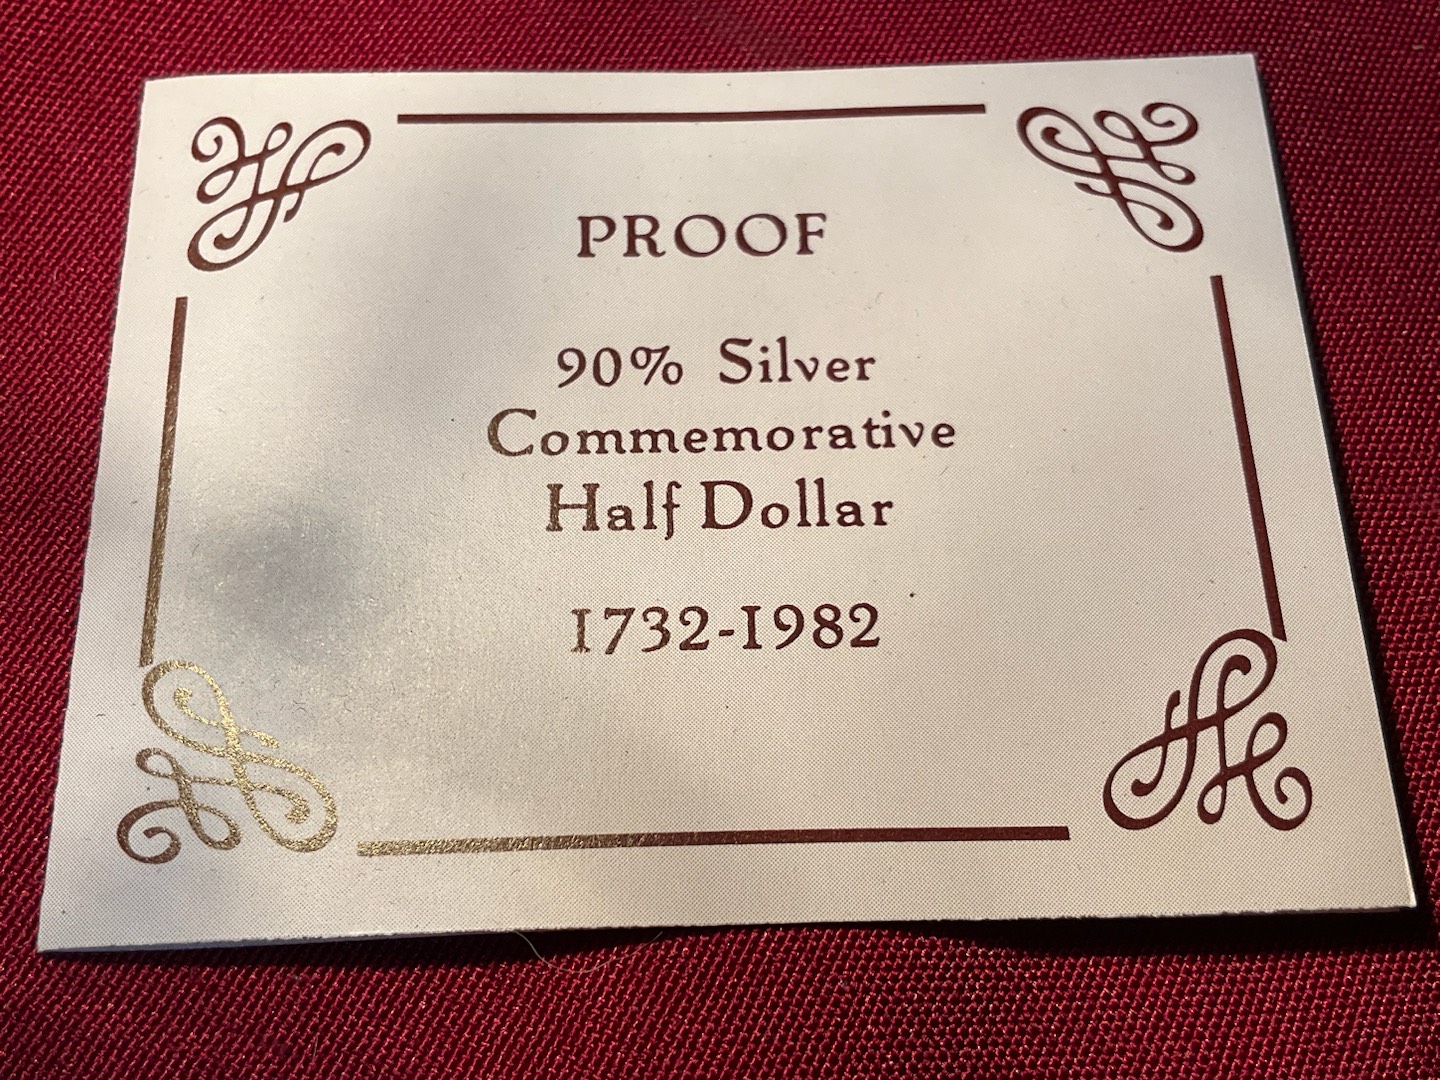 PROOF
90% Silver
Commemorative
Half Dollar
1732-1982